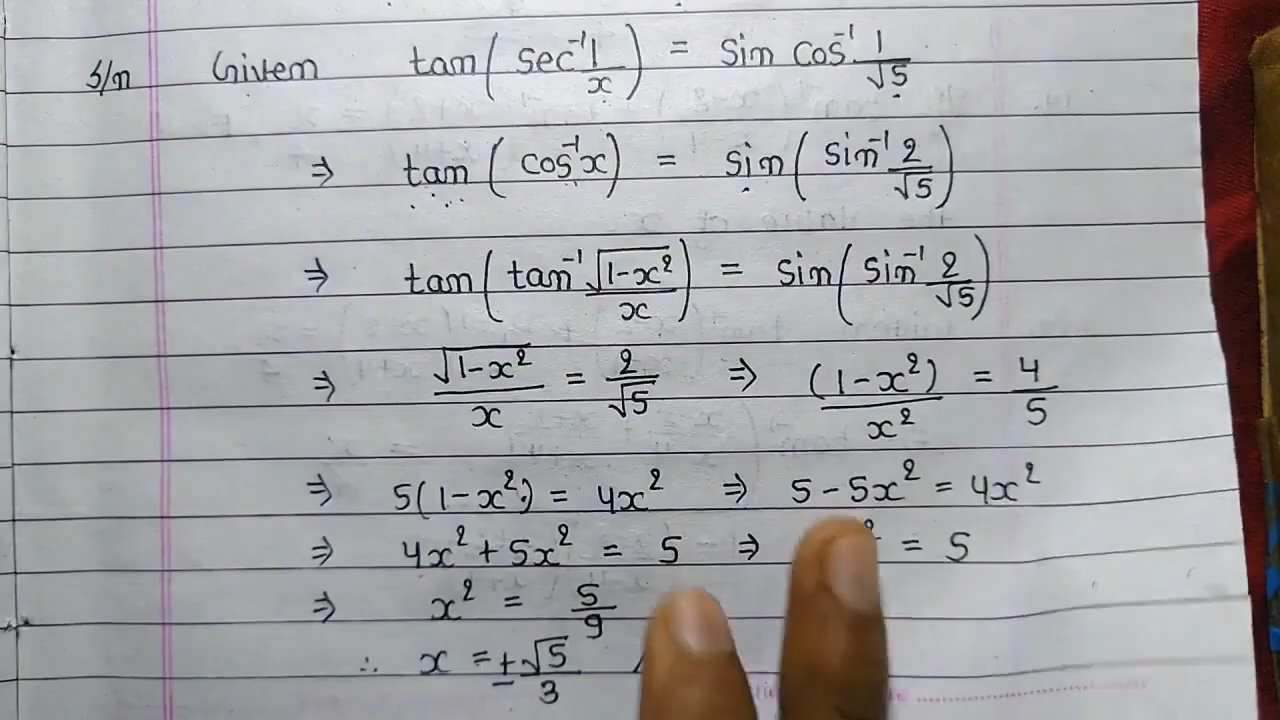 S/n Given tan(sec⁻¹ 1/x) = Sin Cos⁻¹ 1/√5
⇒ tan(cos⁻¹x) = Sin(Sin⁻¹ 2/√5)
⇒ tan(tan⁻¹ √(1-x²)/x) = Sin(Sin⁻¹ 2/√5)
⇒ √(1-x²)/x = 2/√5 ⇒ (1-x²)/x² = 4/5
⇒ 5(1-x²) = 4x² ⇒ 5-5x² = 4x²
⇒ 4x² + 5x² = 5 ⇒ ² = 5
⇒ x² = 5/9
∴ x = ±√5/3